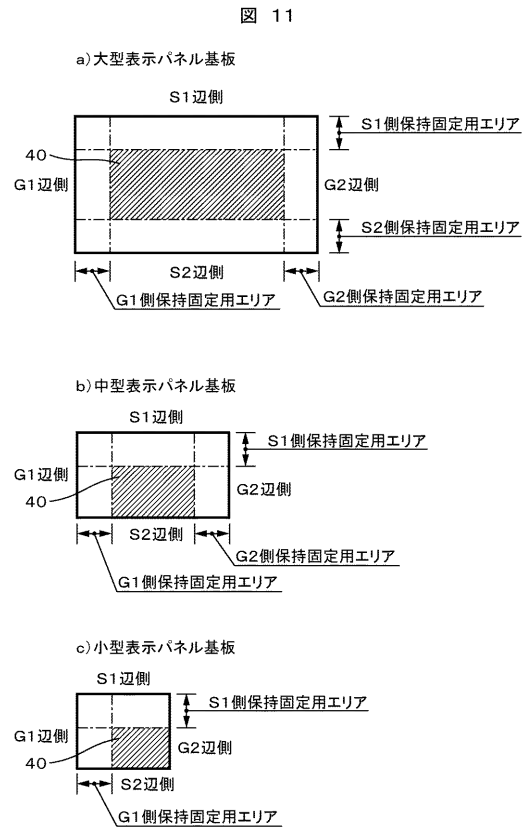 図 11
a)大型表示パネル基板
S1辺側
S1側保持固定用エリア
40
G1辺側
G2辺側
S2側保持固定用エリア
S2辺側
G1側保持固定用エリア
G2側保持固定用エリア
b)中型表示パネル基板
S1辺側
S1側保持固定用エリア
G1辺側
40
G2辺側
S2辺側
G2側保持固定用エリア
G1側保持固定用エリア
c)小型表示パネル基板
S1辺側
S1側保持固定用エリア
G1辺側
G2辺側
40
S2辺側
G1側保持固定用エリア